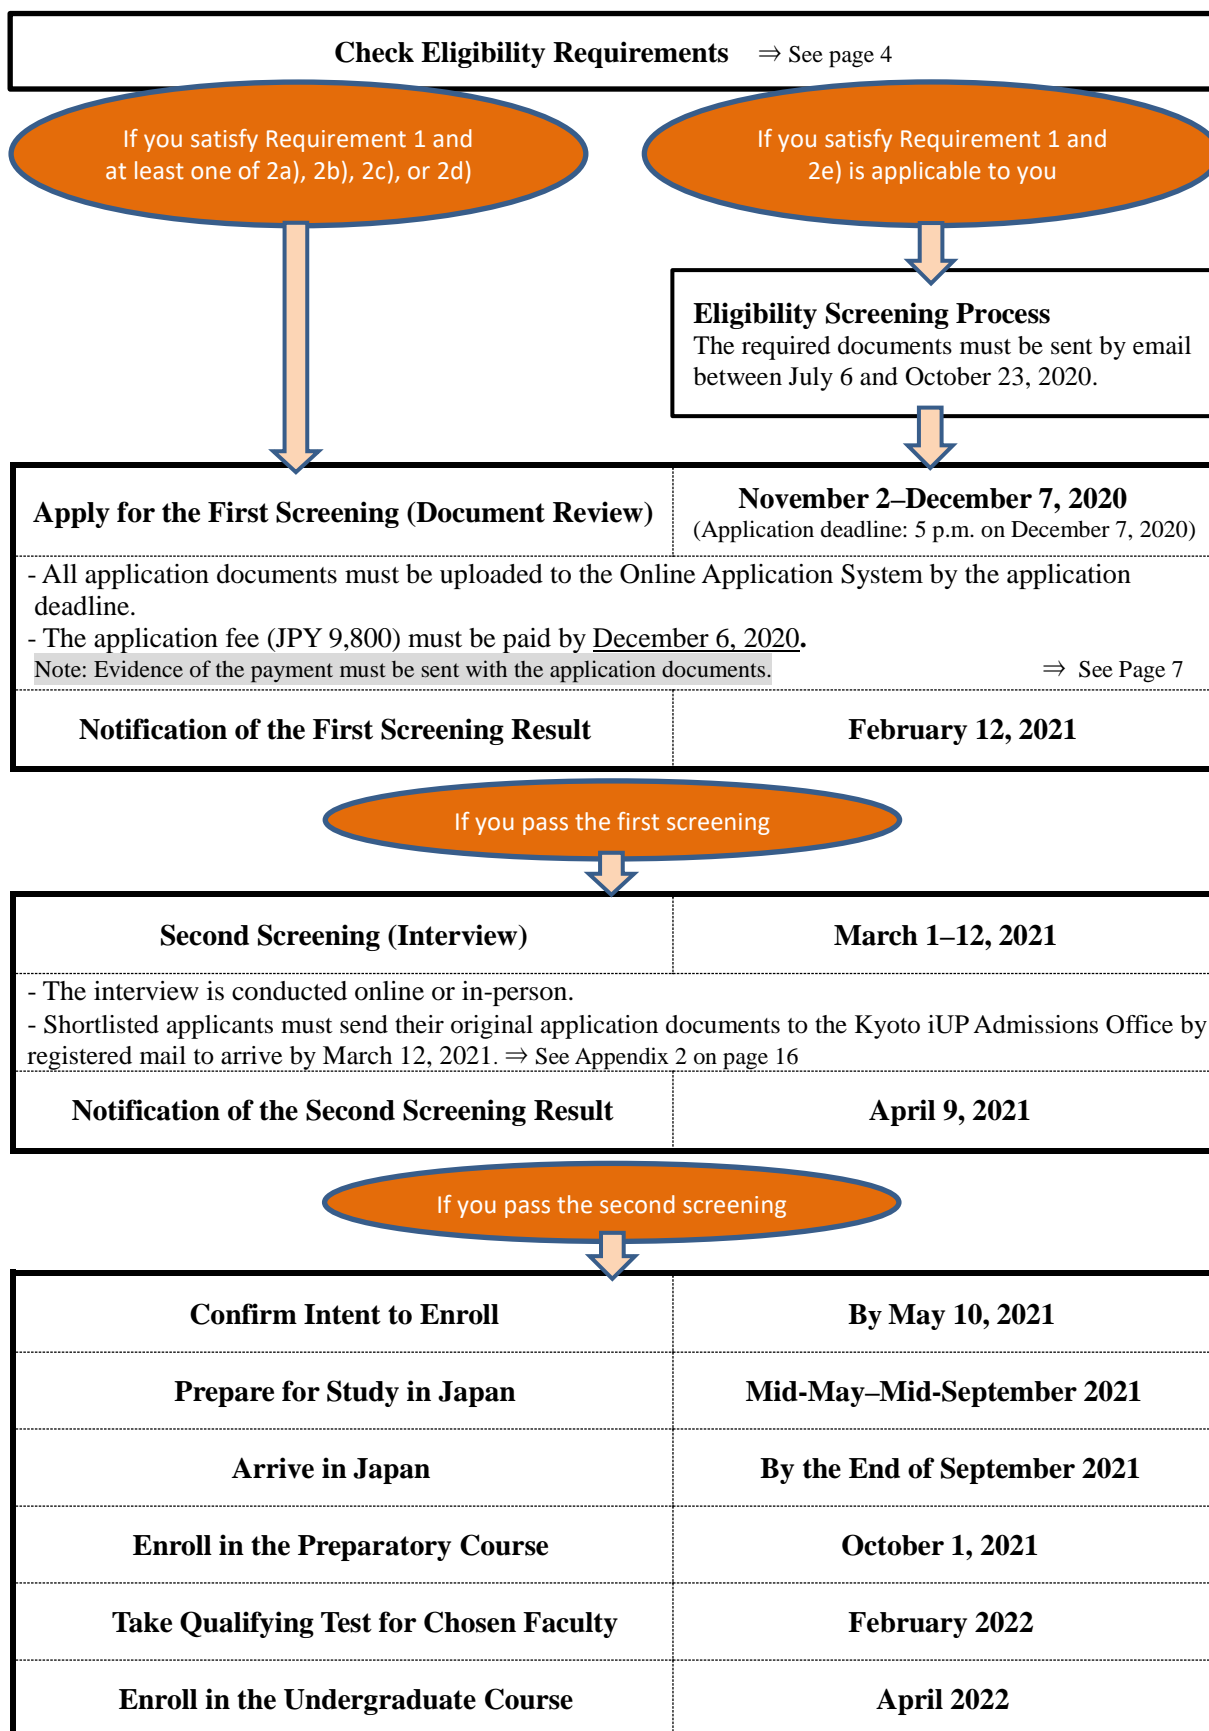 Check Eligibility Requirements ⇒ See page 4
If you satisfy Requirement 1 and
at least one of 2a), 2b), 2c), or 2d)
If you satisfy Requirement 1 and
2e) is applicable to you
Eligibility Screening Process
The required documents must be sent by email
between July 6 and October 23, 2020.
Apply for the First Screening (Document Review)
November 2–December 7, 2020
(Application deadline: 5 p.m. on December 7, 2020)
- All application documents must be uploaded to the Online Application System by the application
deadline.
- The application fee (JPY 9,800) must be paid by December 6, 2020.
Note: Evidence of the payment must be sent with the application documents. ⇒ See Page 7
Notification of the First Screening Result
February 12, 2021
If you pass the first screening
Second Screening (Interview)
March 1–12, 2021
- The interview is conducted online or in-person.
- Shortlisted applicants must send their original application documents to the Kyoto iUP Admissions Office by
registered mail to arrive by March 12, 2021. ⇒ See Appendix 2 on page 16
Notification of the Second Screening Result
April 9, 2021
If you pass the second screening
Confirm Intent to Enroll
By May 10, 2021
Prepare for Study in Japan
Mid-May–Mid-September 2021
Arrive in Japan
By the End of September 2021
Enroll in the Preparatory Course
October 1, 2021
Take Qualifying Test for Chosen Faculty
February 2022
Enroll in the Undergraduate Course
April 2022